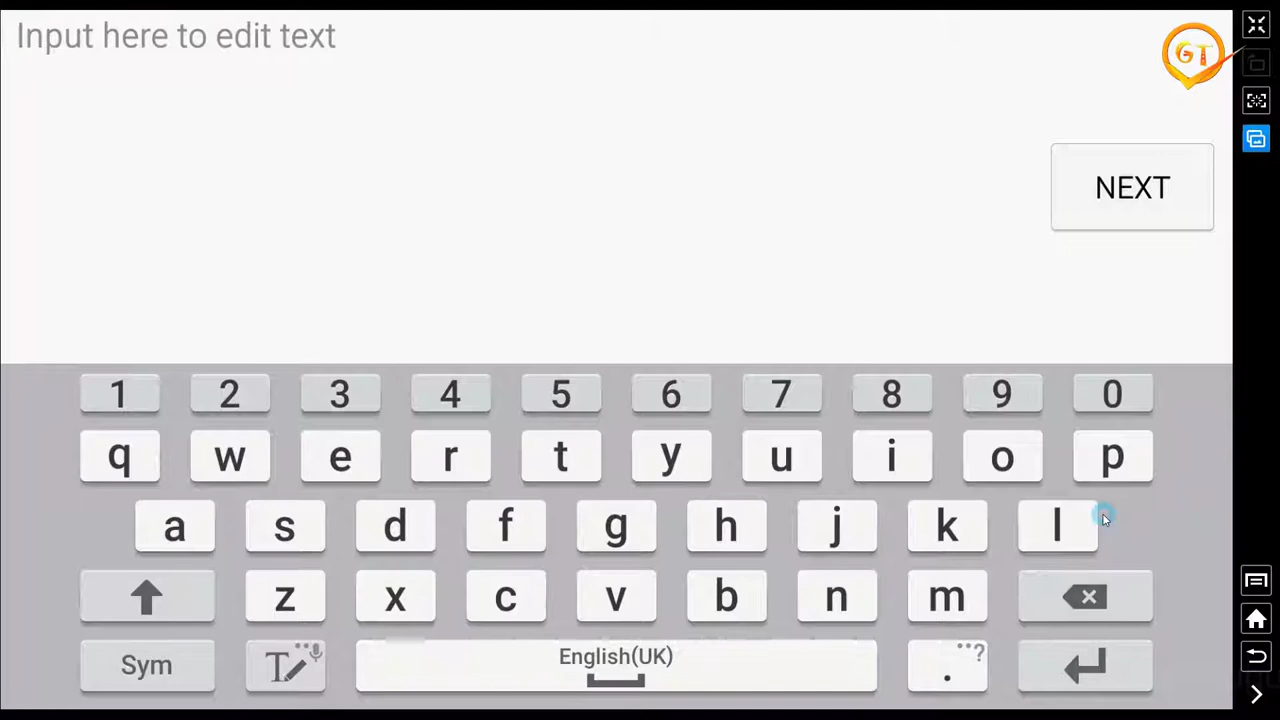 Input here to edit text
GT
NEXT
1 2 3 4 5 6 7 8 9 0
q w e r t y u i o p
a s d f g h j k l
z x c v b n m
Sym T English(UK) . ?